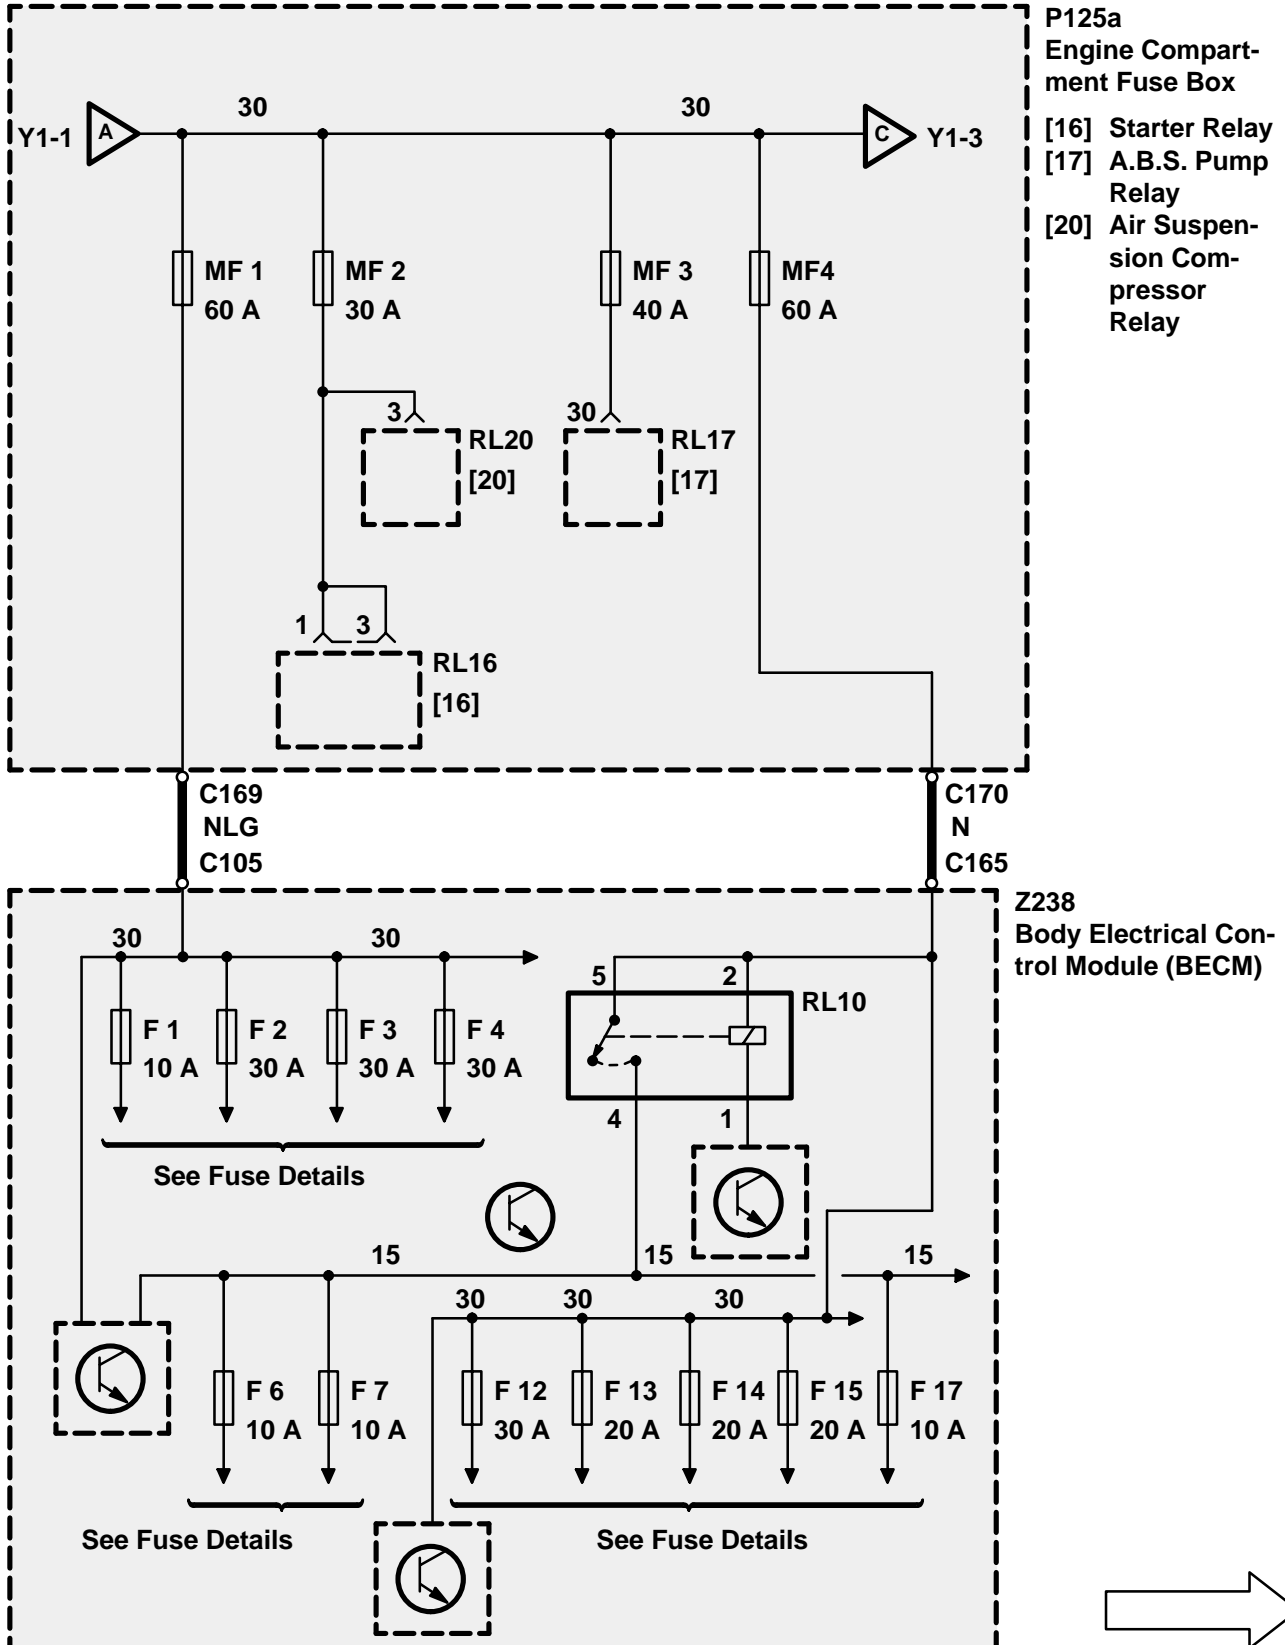 P125a
Engine Compart-
ment Fuse Box
[16] Starter Relay
[17] A.B.S. Pump
Relay
[20] Air Suspen-
sion Com-
pressor
Relay
30 30
Y1-1 A C Y1-3
MF 1 MF 2 MF 3 MF4
60 A 30 A 40 A 60 A
3 30
RL20 RL17
[20] [17]
1 3
RL16
[16]
C169 C170
NLG N
C105 C165
Z238
Body Electrical Con-
trol Module (BECM)
30 30
5 2
RL10
F 1 F 2 F 3 F 4
10 A 30 A 30 A 30 A
4 1
See Fuse Details
15 15 15
30 30 30
F 6 F 7 F 12 F 13 F 14 F 15 F 17
10 A 10 A 30 A 20 A 20 A 20 A 10 A
See Fuse Details See Fuse Details